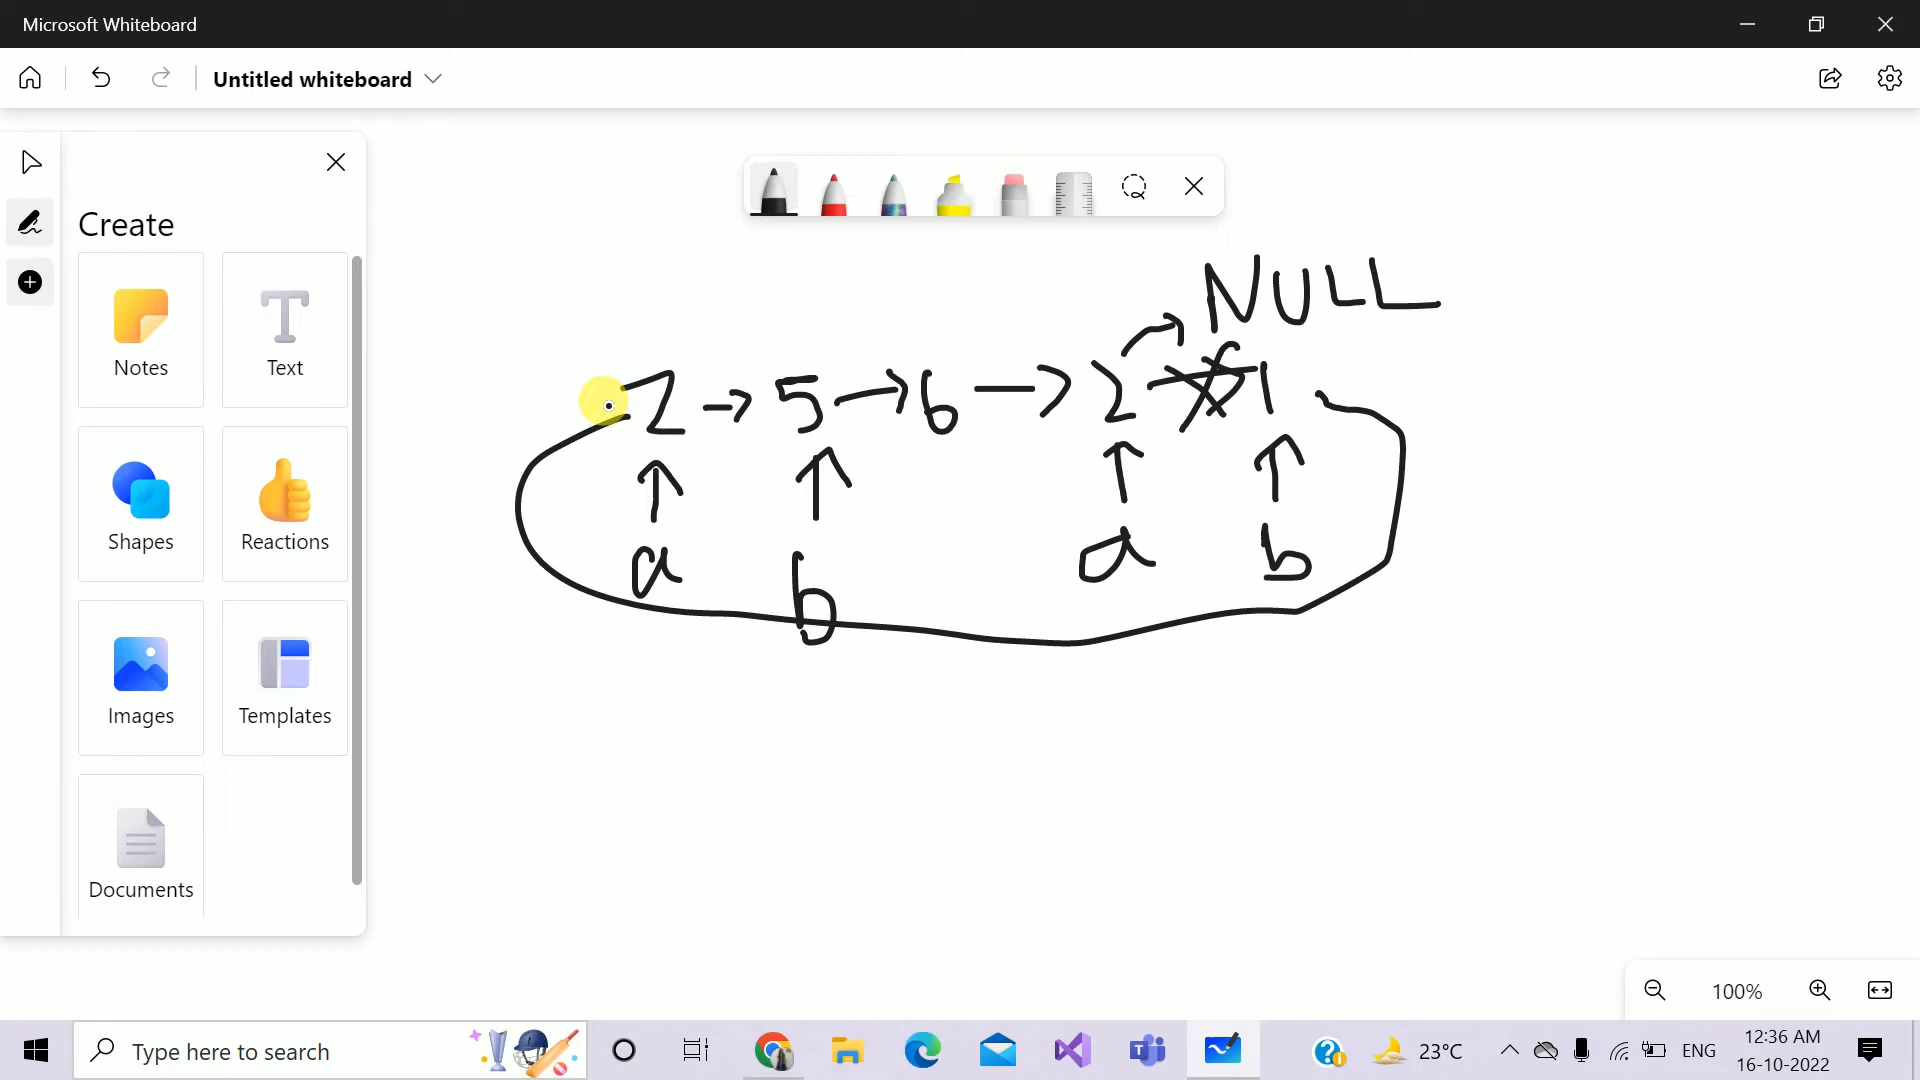 Microsoft Whiteboard
Untitled whiteboard
Create
Notes
Text
Shapes
Reactions
Images
Templates
Documents
NULL
2 → 5 → 6 → 2 1
a b a b
100%
Type here to search
23°C
ENG
12:36 AM
16-10-2022